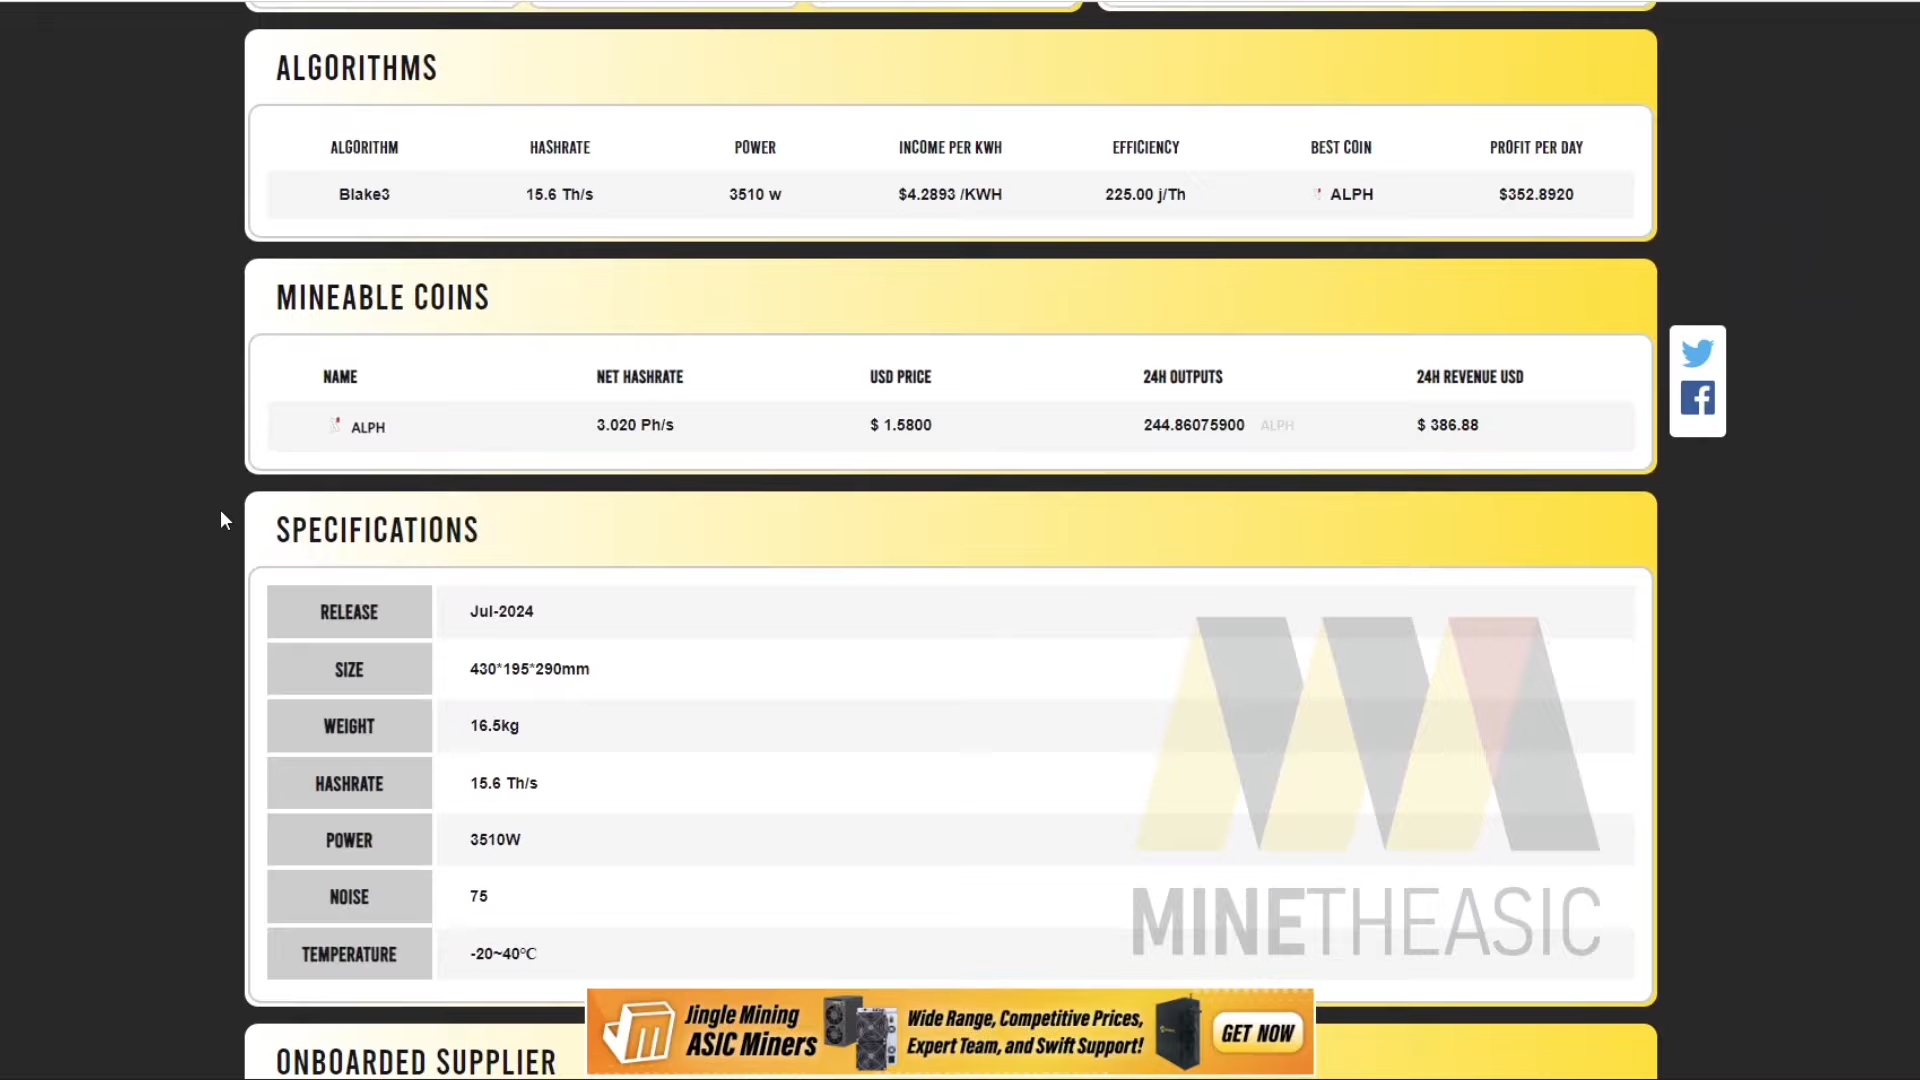 ALGORITHMS
ALGORITHM HASHRATE POWER INCOME PER KWH EFFICIENCY BEST COIN PROFIT PER DAY
Blake3 15.6 Th/s 3510 w $4.2893 /KWH 225.00 j/Th ALPH $352.8920
MINEABLE COINS
NAME NET HASHRATE USD PRICE 24H OUTPUTS 24H REVENUE USD
ALPH 3.020 Ph/s $ 1.5800 244.86075900 ALPH $ 386.88
SPECIFICATIONS
RELEASE Jul-2024
SIZE 430*195*290mm
WEIGHT 16.5kg
HASHRATE 15.6 Th/s
POWER 3510W
NOISE 75
TEMPERATURE -20~40℃
MINETHEASIC
Jingle Mining
ASIC Miners
Wide Range, Competitive Prices,
Expert Team, and Swift Support!
GET NOW
ONBOARDED SUPPLIER